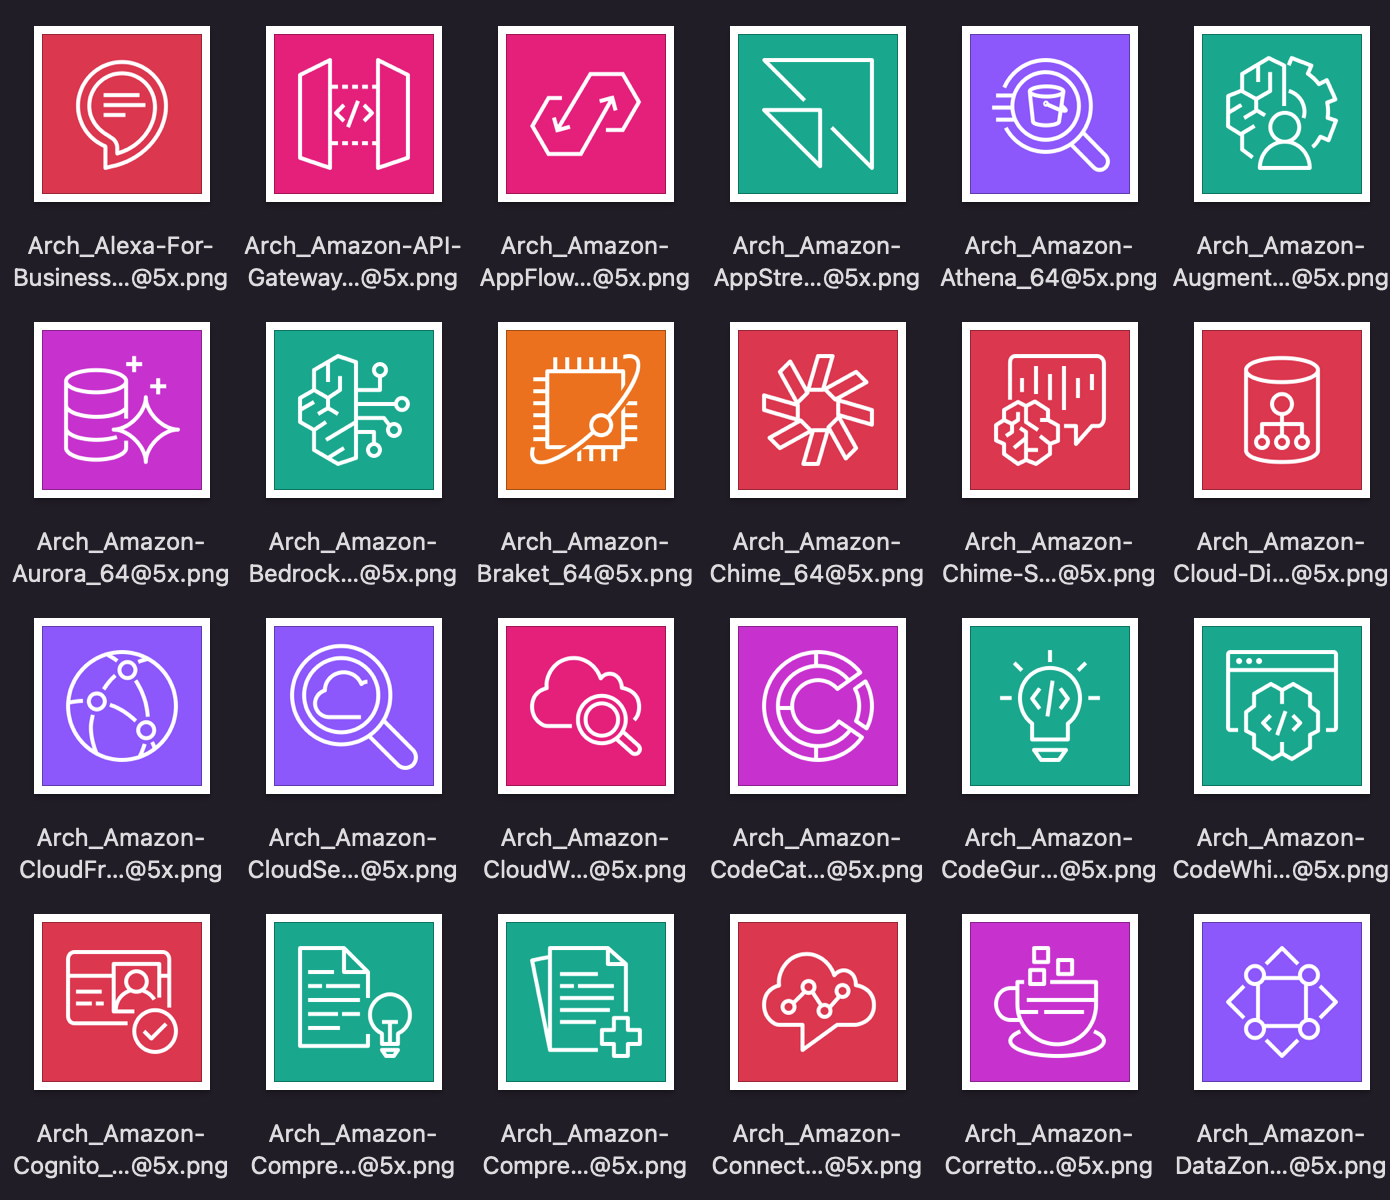 Arch_Alexa-For-
Business...@5x.png
Arch_Amazon-API-
Gateway...@5x.png
Arch_Amazon-
AppFlow...@5x.png
Arch_Amazon-
AppStre...@5x.png
Arch_Amazon-
Athena_64@5x.png
Arch_Amazon-
Augment...@5x.png
Arch_Amazon-
Aurora_64@5x.png
Arch_Amazon-
Bedrock...@5x.png
Arch_Amazon-
Braket_64@5x.png
Arch_Amazon-
Chime_64@5x.png
Arch_Amazon-
Chime-S...@5x.png
Arch_Amazon-
Cloud-Di...@5x.png
Arch_Amazon-
CloudFr...@5x.png
Arch_Amazon-
CloudSe...@5x.png
Arch_Amazon-
CloudW...@5x.png
Arch_Amazon-
CodeCat...@5x.png
Arch_Amazon-
CodeGur...@5x.png
Arch_Amazon-
CodeWhi...@5x.png
Arch_Amazon-
Cognito_...@5x.png
Arch_Amazon-
Compre...@5x.png
Arch_Amazon-
Compre...@5x.png
Arch_Amazon-
Connect...@5x.png
Arch_Amazon-
Corretto...@5x.png
Arch_Amazon-
DataZon...@5x.png